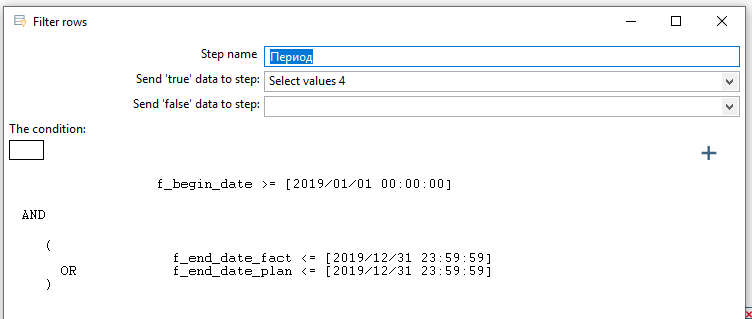 Filter rows
Step name Период
Send 'true' data to step: Select values 4
Send 'false' data to step:
The condition:
f_begin_date >= [2019/01/01 00:00:00]
AND
(
f_end_date_fact <= [2019/12/31 23:59:59]
OR f_end_date_plan <= [2019/12/31 23:59:59]
)